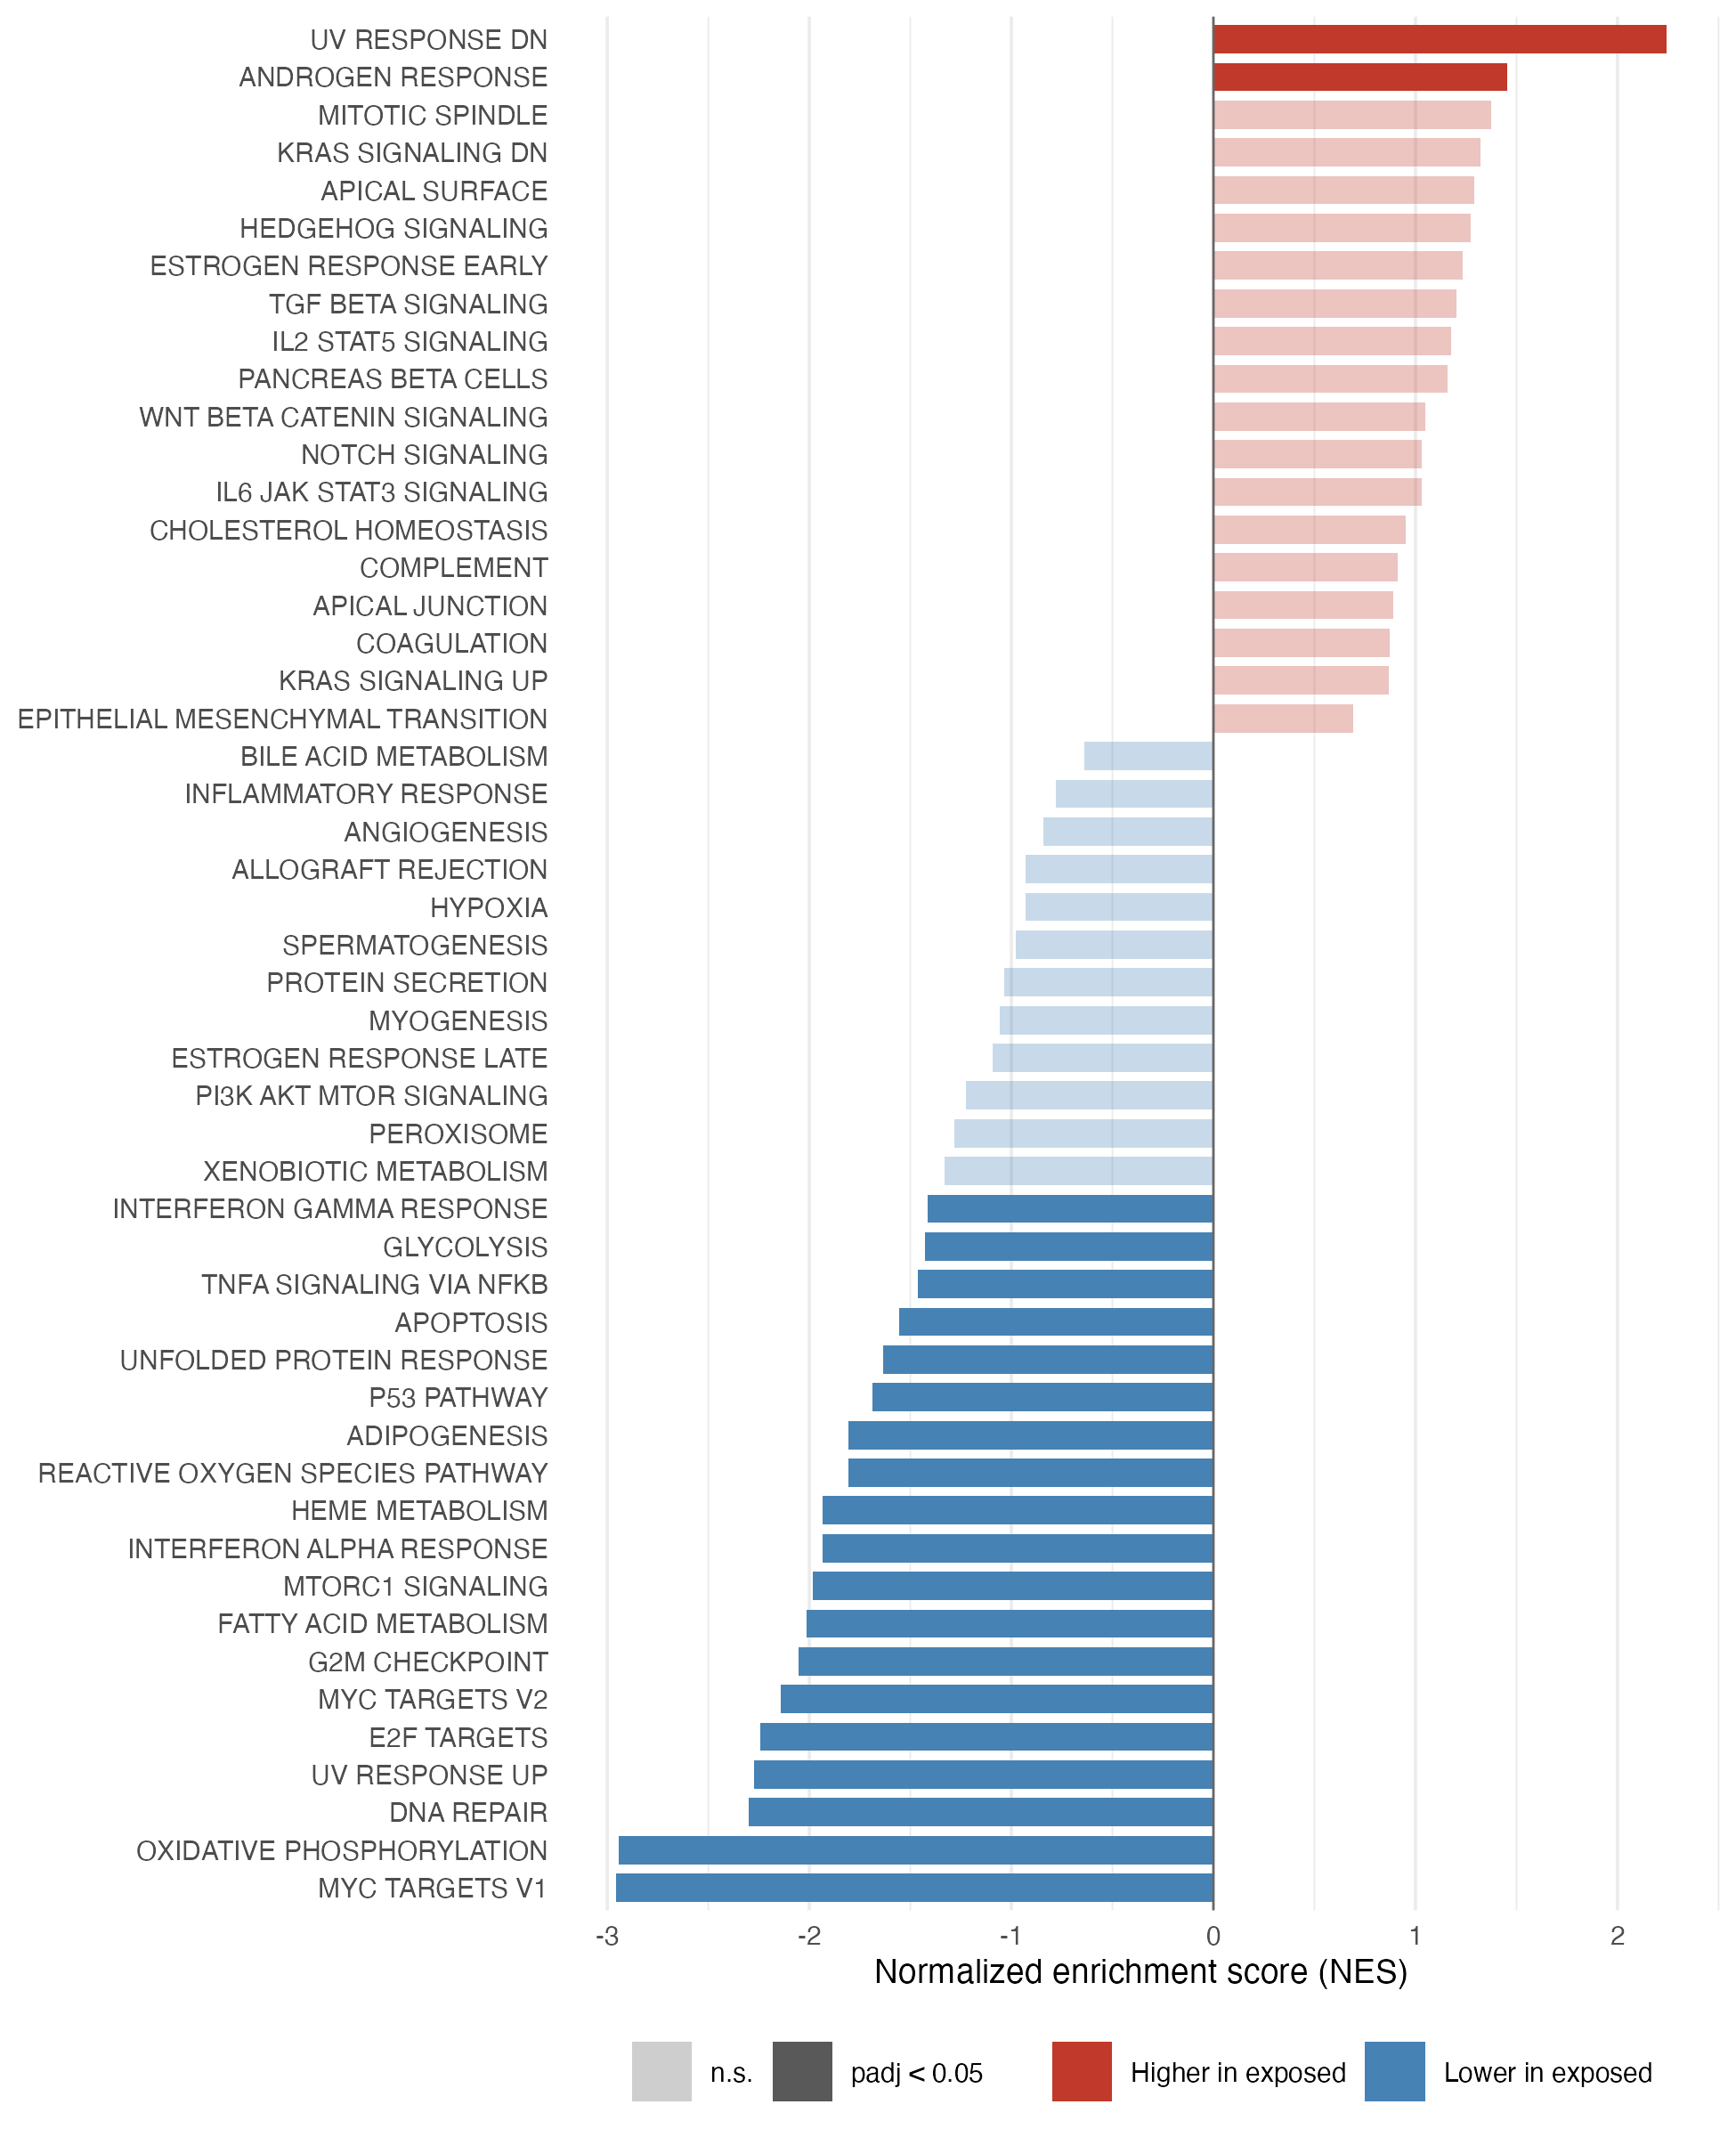 UV RESPONSE DN
ANDROGEN RESPONSE
MITOTIC SPINDLE
KRAS SIGNALING DN
APICAL SURFACE
HEDGEHOG SIGNALING
ESTROGEN RESPONSE EARLY
TGF BETA SIGNALING
IL2 STAT5 SIGNALING
PANCREAS BETA CELLS
WNT BETA CATENIN SIGNALING
NOTCH SIGNALING
IL6 JAK STAT3 SIGNALING
CHOLESTEROL HOMEOSTASIS
COMPLEMENT
APICAL JUNCTION
COAGULATION
KRAS SIGNALING UP
EPITHELIAL MESENCHYMAL TRANSITION
BILE ACID METABOLISM
INFLAMMATORY RESPONSE
ANGIOGENESIS
ALLOGRAFT REJECTION
HYPOXIA
SPERMATOGENESIS
PROTEIN SECRETION
MYOGENESIS
ESTROGEN RESPONSE LATE
PI3K AKT MTOR SIGNALING
PEROXISOME
XENOBIOTIC METABOLISM
INTERFERON GAMMA RESPONSE
GLYCOLYSIS
TNFA SIGNALING VIA NFKB
APOPTOSIS
UNFOLDED PROTEIN RESPONSE
P53 PATHWAY
ADIPOGENESIS
REACTIVE OXYGEN SPECIES PATHWAY
HEME METABOLISM
INTERFERON ALPHA RESPONSE
MTORC1 SIGNALING
FATTY ACID METABOLISM
G2M CHECKPOINT
MYC TARGETS V2
E2F TARGETS
UV RESPONSE UP
DNA REPAIR
OXIDATIVE PHOSPHORYLATION
MYC TARGETS V1
-3 -2 -1 0 1 2
Normalized enrichment score (NES)
n.s. padj < 0.05 Higher in exposed Lower in exposed